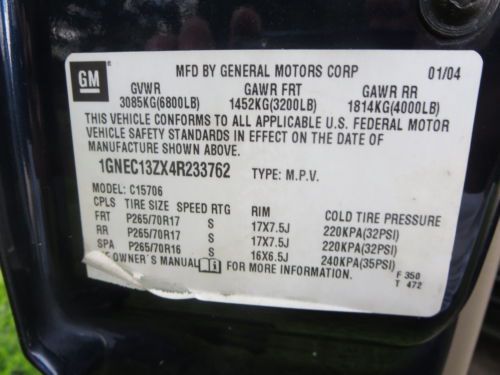 GM
MFD BY GENERAL MOTORS CORP 01/04
GVWR GAWR FRT GAWR RR
3085KG(6800LB) 1452KG(3200LB) 1814KG(4000LB)
THIS VEHICLE CONFORMS TO ALL APPLICABLE U.S. FEDERAL MOTOR
VEHICLE SAFETY STANDARDS IN EFFECT ON THE DATE OF
MANUFACTURE SHOWN ABOVE.
1GNEC13ZX4R233762 TYPE: M.P.V.
MODEL: C15706
CPLS TIRE SIZE SPEED RTG RIM COLD TIRE PRESSURE
FRT P265/70R17 S 17X7.5J 220KPA(32PSI)
RR P265/70R17 S 17X7.5J 220KPA(32PSI)
SPA P265/70R16 S 16X6.5J 240KPA(35PSI)
OWNER'S MANUAL FOR MORE INFORMATION.
F 350
T 472